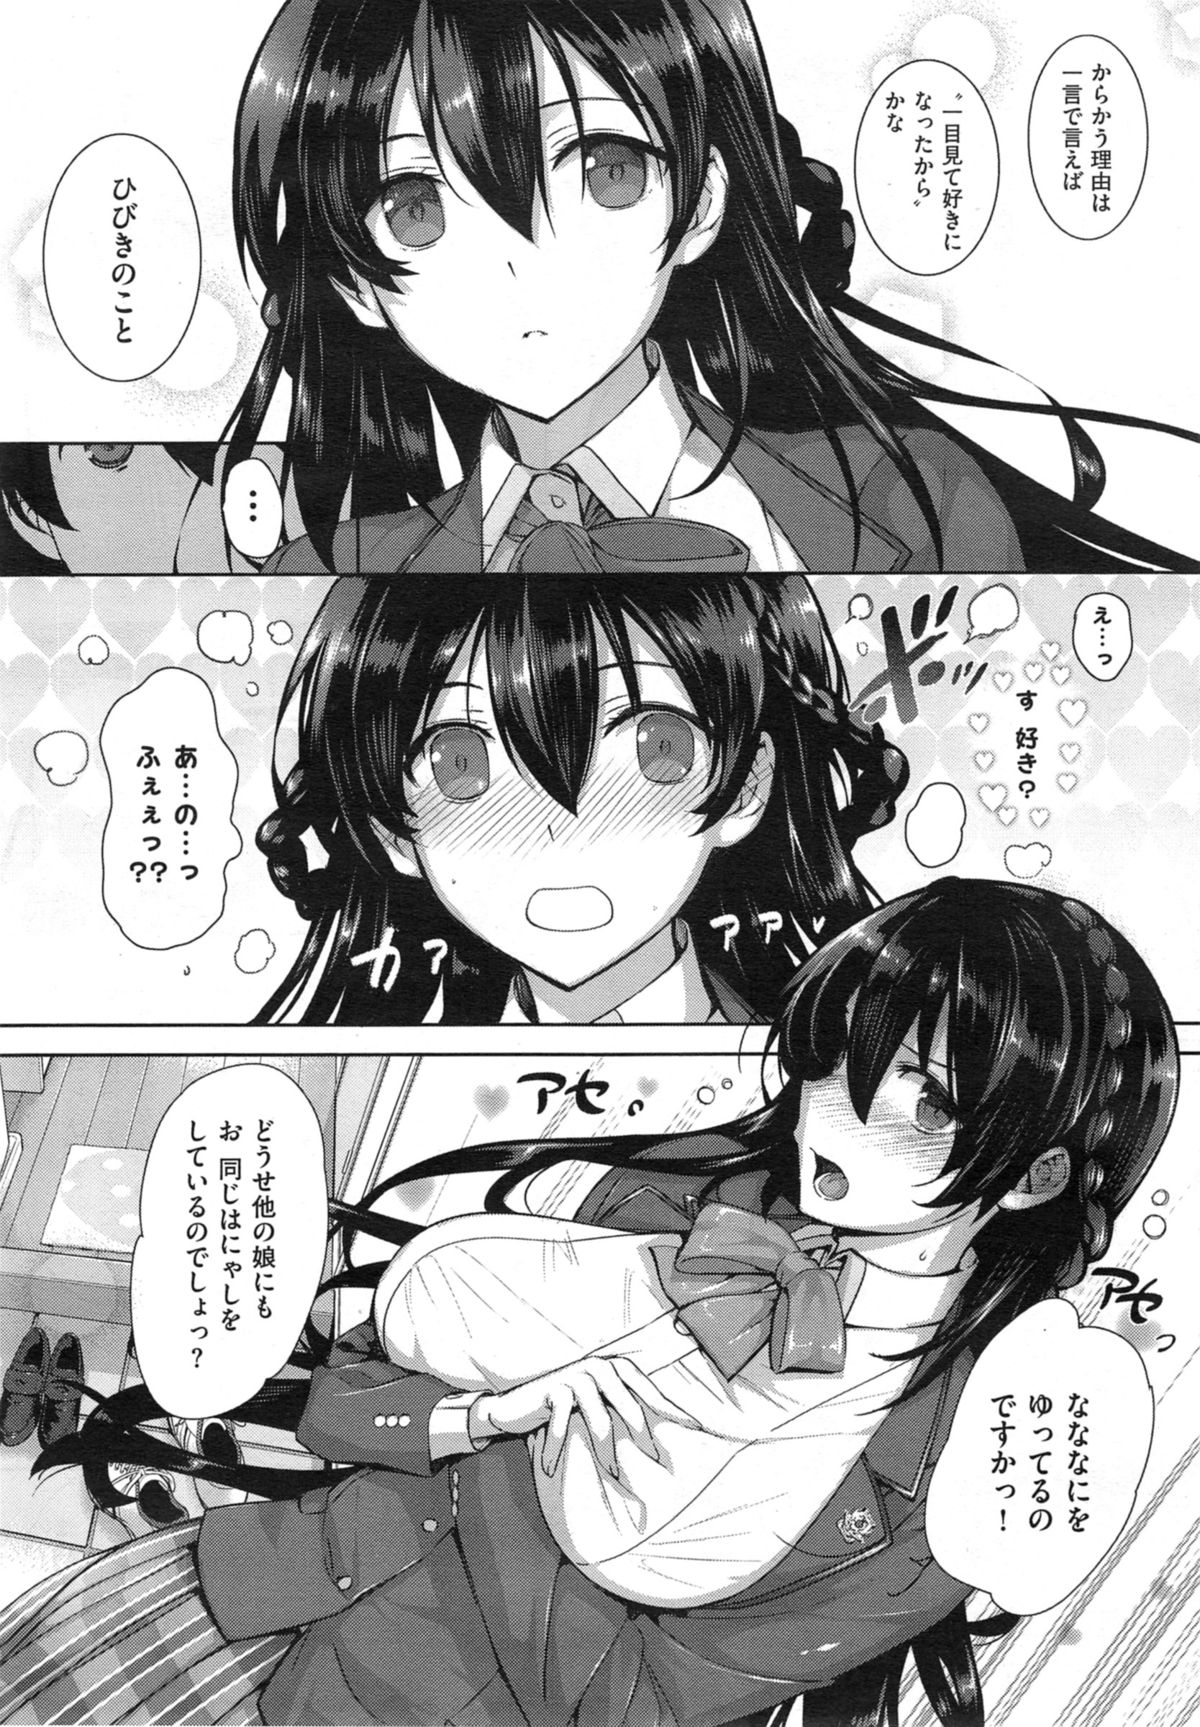 からかう理由は
一言で言えば
〝一目見て好きに
なったから〟
かな
ひびきのこと
…
え…っ
す 好き？
ドキッ
あ…の…っ
ふぇぇっ??
カァ
アァ
アセ
アセッ
どうせ他の娘にも
お 同じはにゃしを
しているのでしょっ？
なななにを
ゆってるの
ですかっ！